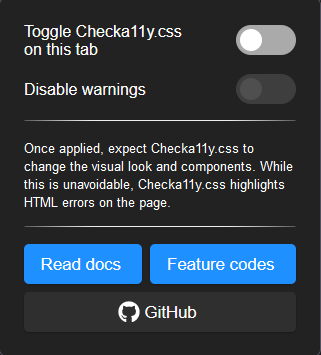 Toggle Checka11y.css
on this tab
Disable warnings
Once applied, expect Checka11y.css to
change the visual look and components. While
this is unavoidable, Checka11y.css highlights
HTML errors on the page.
Read docs
Feature codes
GitHub